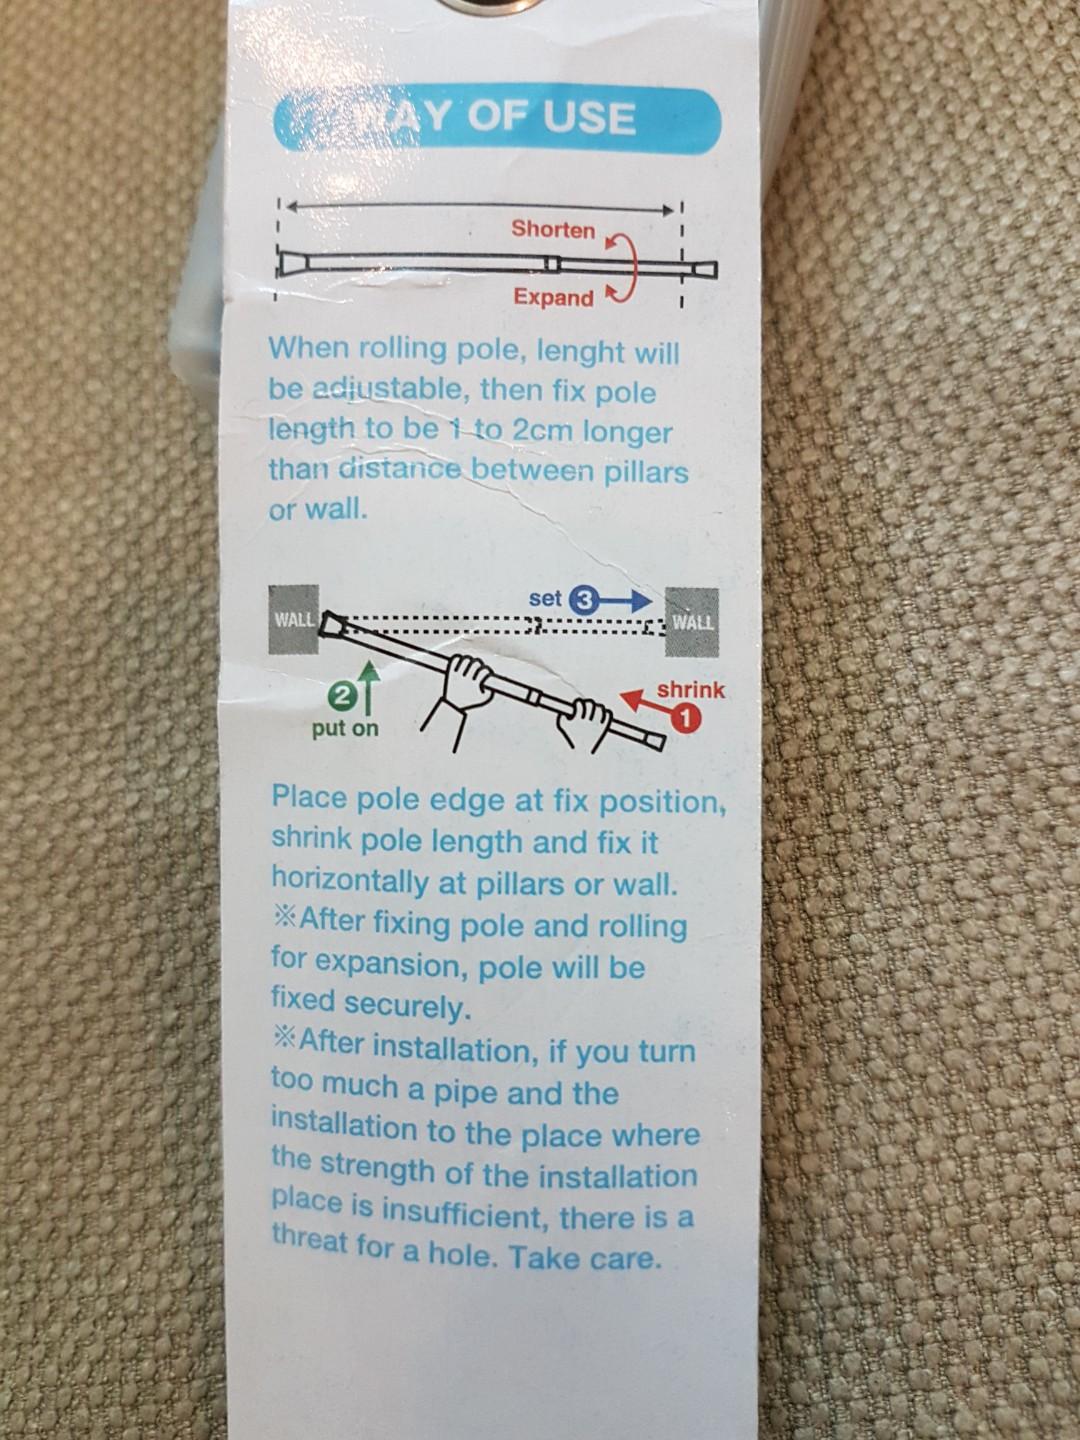 WAY OF USE
Shorten
Expand
When rolling pole, lenght will
be adjustable, then fix pole
length to be 1 to 2cm longer
than distance between pillars
or wall.
set 3
WALL
WALL
2
put on
shrink
1
Place pole edge at fix position,
shrink pole length and fix it
horizontally at pillars or wall.
※After fixing pole and rolling
for expansion, pole will be
fixed securely.
※After installation, if you turn
too much a pipe and the
installation to the place where
the strength of the installation
place is insufficient, there is a
threat for a hole. Take care.